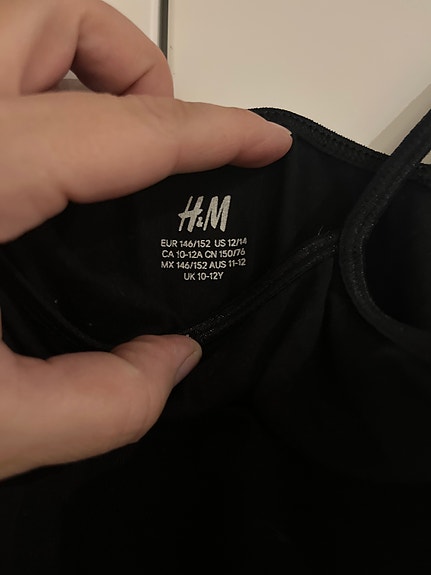 H&M
EUR 146/152 US 12/14
CA 10-12A CN 150/76
MX 146/152 AUS 11-12
UK 10-12Y